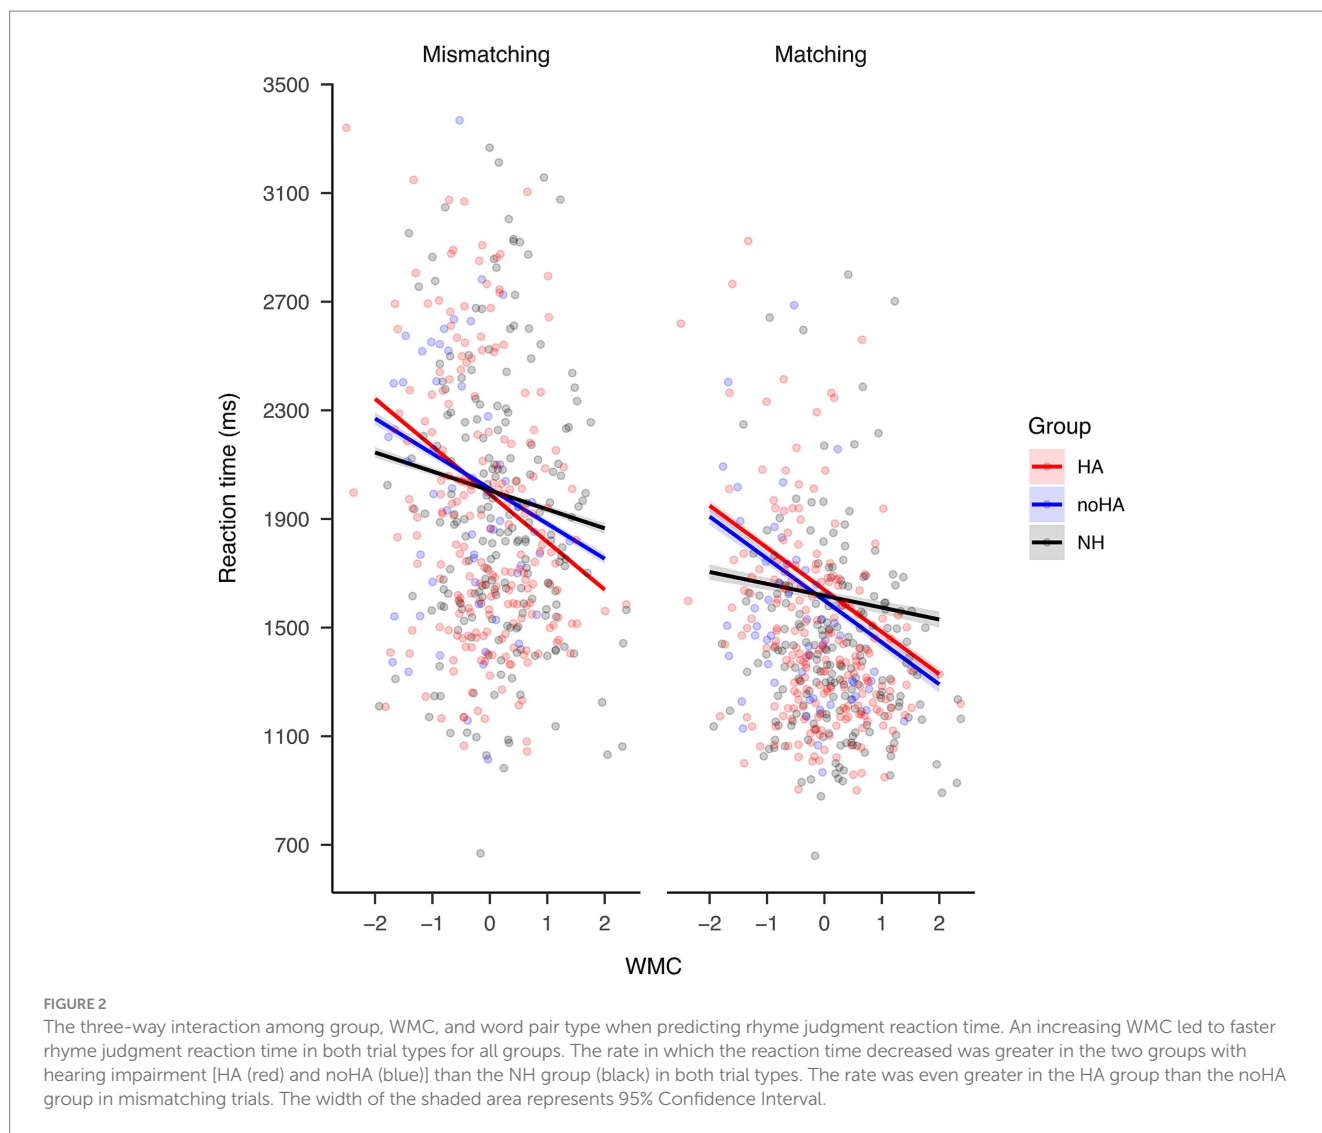 Mismatching
Matching
3500
3100
2700
2300
1900
1500
1100
700
Reaction time (ms)
−2 −1 0 1 2
−2 −1 0 1 2
WMC
Group
HA
noHA
NH
FIGURE 2
The three-way interaction among group, WMC, and word pair type when predicting rhyme judgment reaction time. An increasing WMC led to faster
rhyme judgment reaction time in both trial types for all groups. The rate in which the reaction time decreased was greater in the two groups with
hearing impairment [HA (red) and noHA (blue)] than the NH group (black) in both trial types. The rate was even greater in the HA group than the noHA
group in mismatching trials. The width of the shaded area represents 95% Confidence Interval.